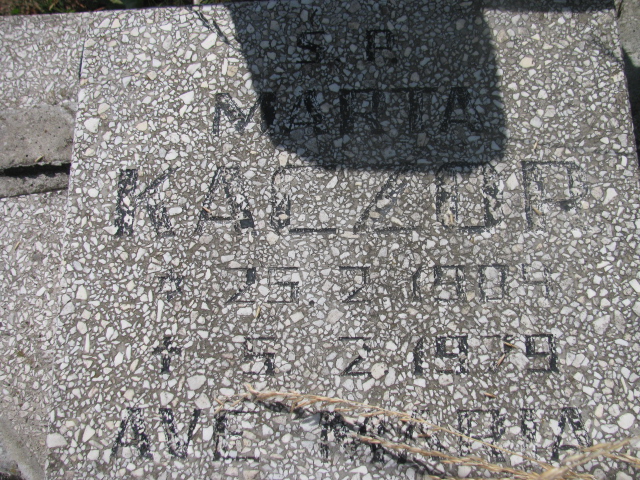 Ś. P.
MARTA
KACZOR
* 25. 2. 1904
† 5 2 1979
AVE MARIA